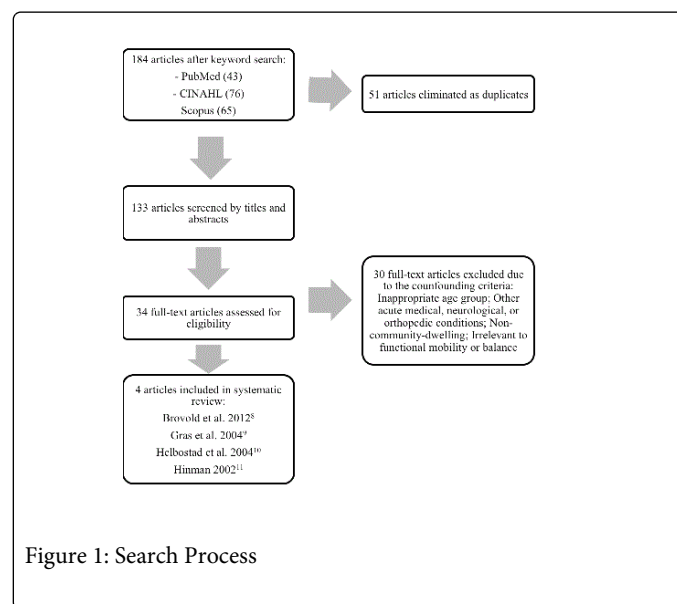 184 articles after keyword search:
- PubMed (43)
- CINAHL (76)
Scopus (65)
51 articles eliminated as duplicates
133 articles screened by titles and
abstracts
34 full-text articles assessed for
eligibility
30 full-text articles excluded due
to the counfounding criteria:
Inappropriate age group; Other
acute medical, neurological, or
orthopedic conditions; Non-
community-dwelling; Irrelevant to
functional mobility or balance
4 articles included in systematic
review:
Brovold et al. 2012⁸
Gras et al. 2004⁹
Helbostad et al. 2004¹⁰
Hinman 2002¹¹
Figure 1: Search Process